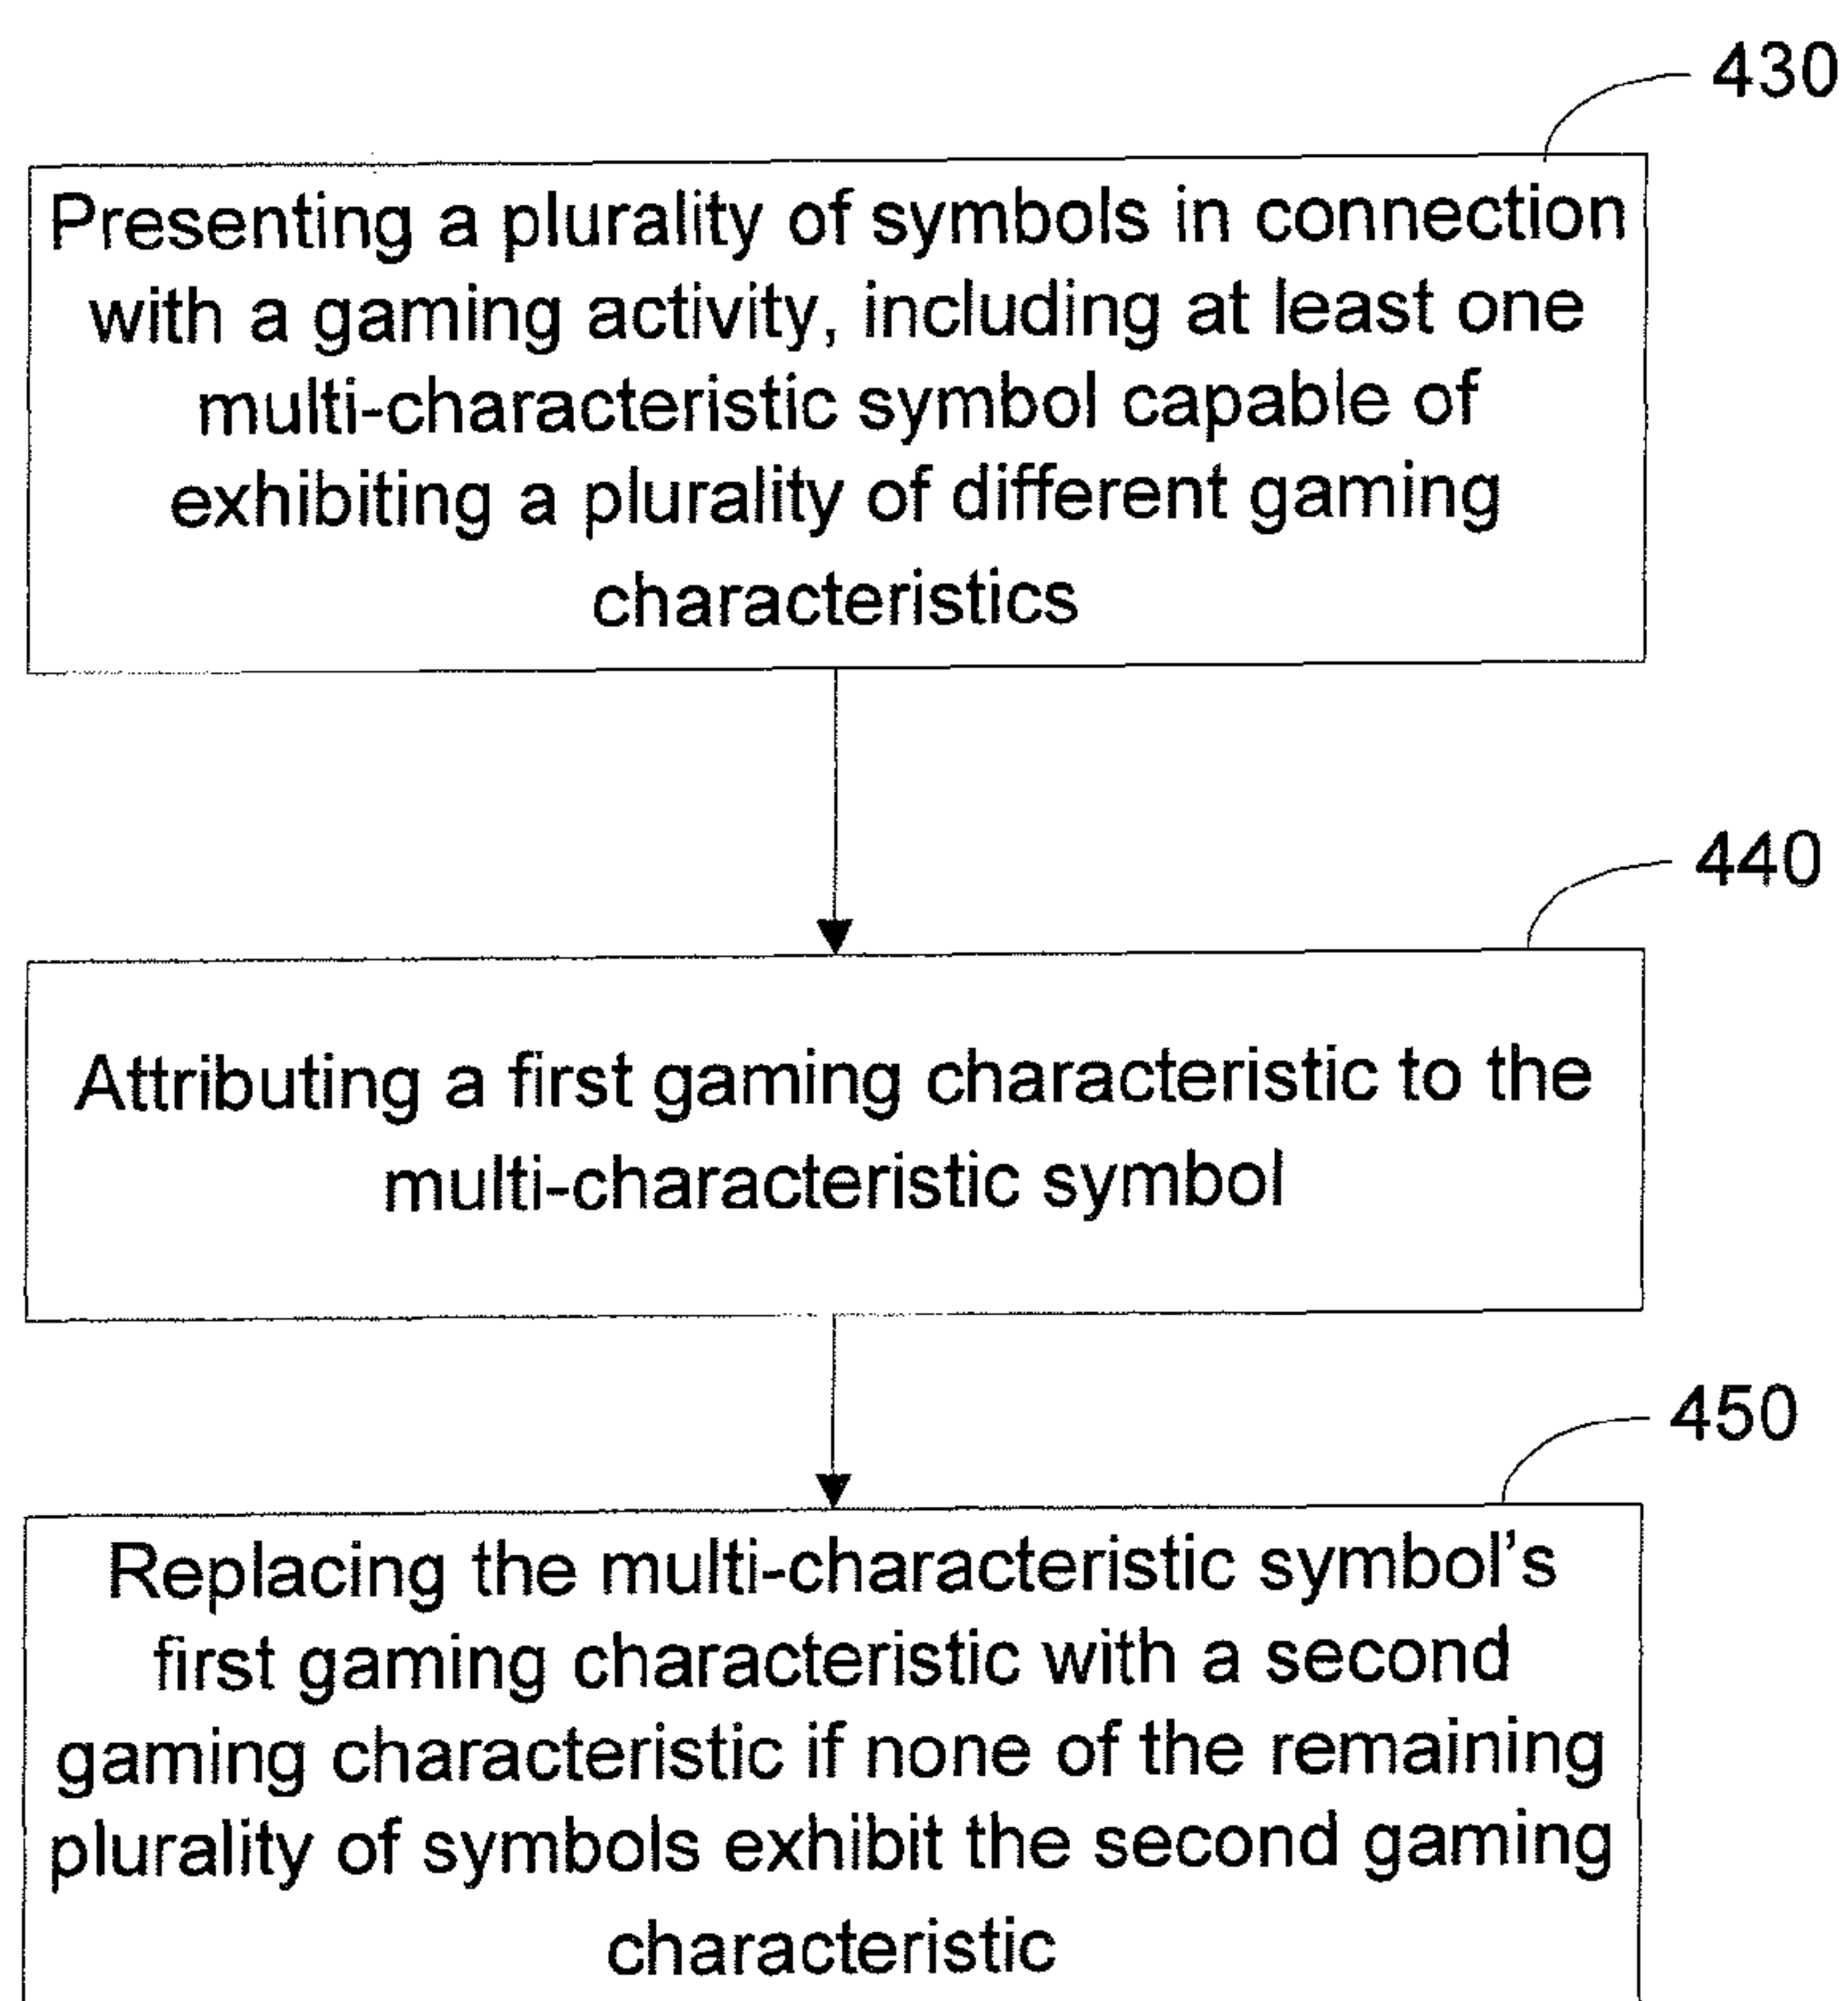 430
Presenting a plurality of symbols in connection
with a gaming activity, including at least one
multi-characteristic symbol capable of
exhibiting a plurality of different gaming
characteristics
440
Attributing a first gaming characteristic to the
multi-characteristic symbol
450
Replacing the multi-characteristic symbol’s
first gaming characteristic with a second
gaming characteristic if none of the remaining
plurality of symbols exhibit the second gaming
characteristic